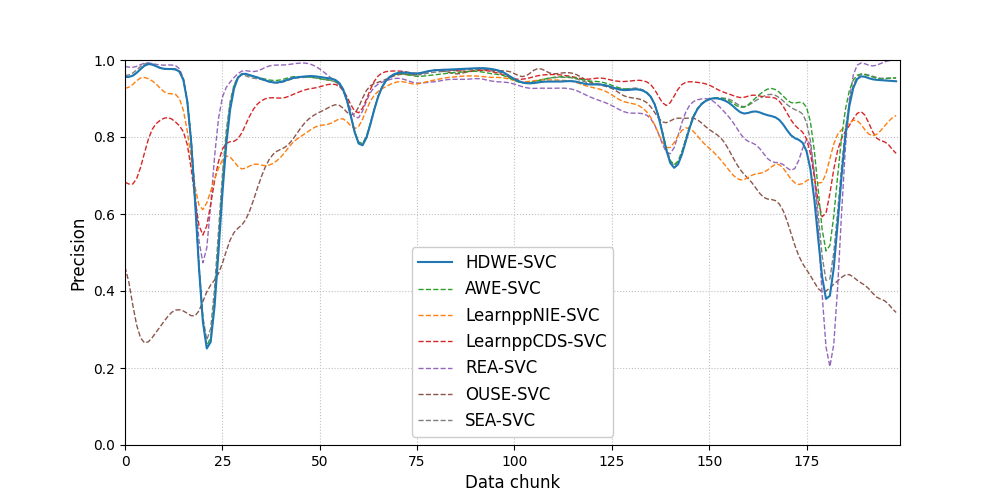 1.0
0.8
0.6
0.4
0.2
0.0
Precision
HDWE-SVC
AWE-SVC
LearnppNIE-SVC
LearnppCDS-SVC
REA-SVC
OUSE-SVC
SEA-SVC
0 25 50 75 100 125 150 175
Data chunk